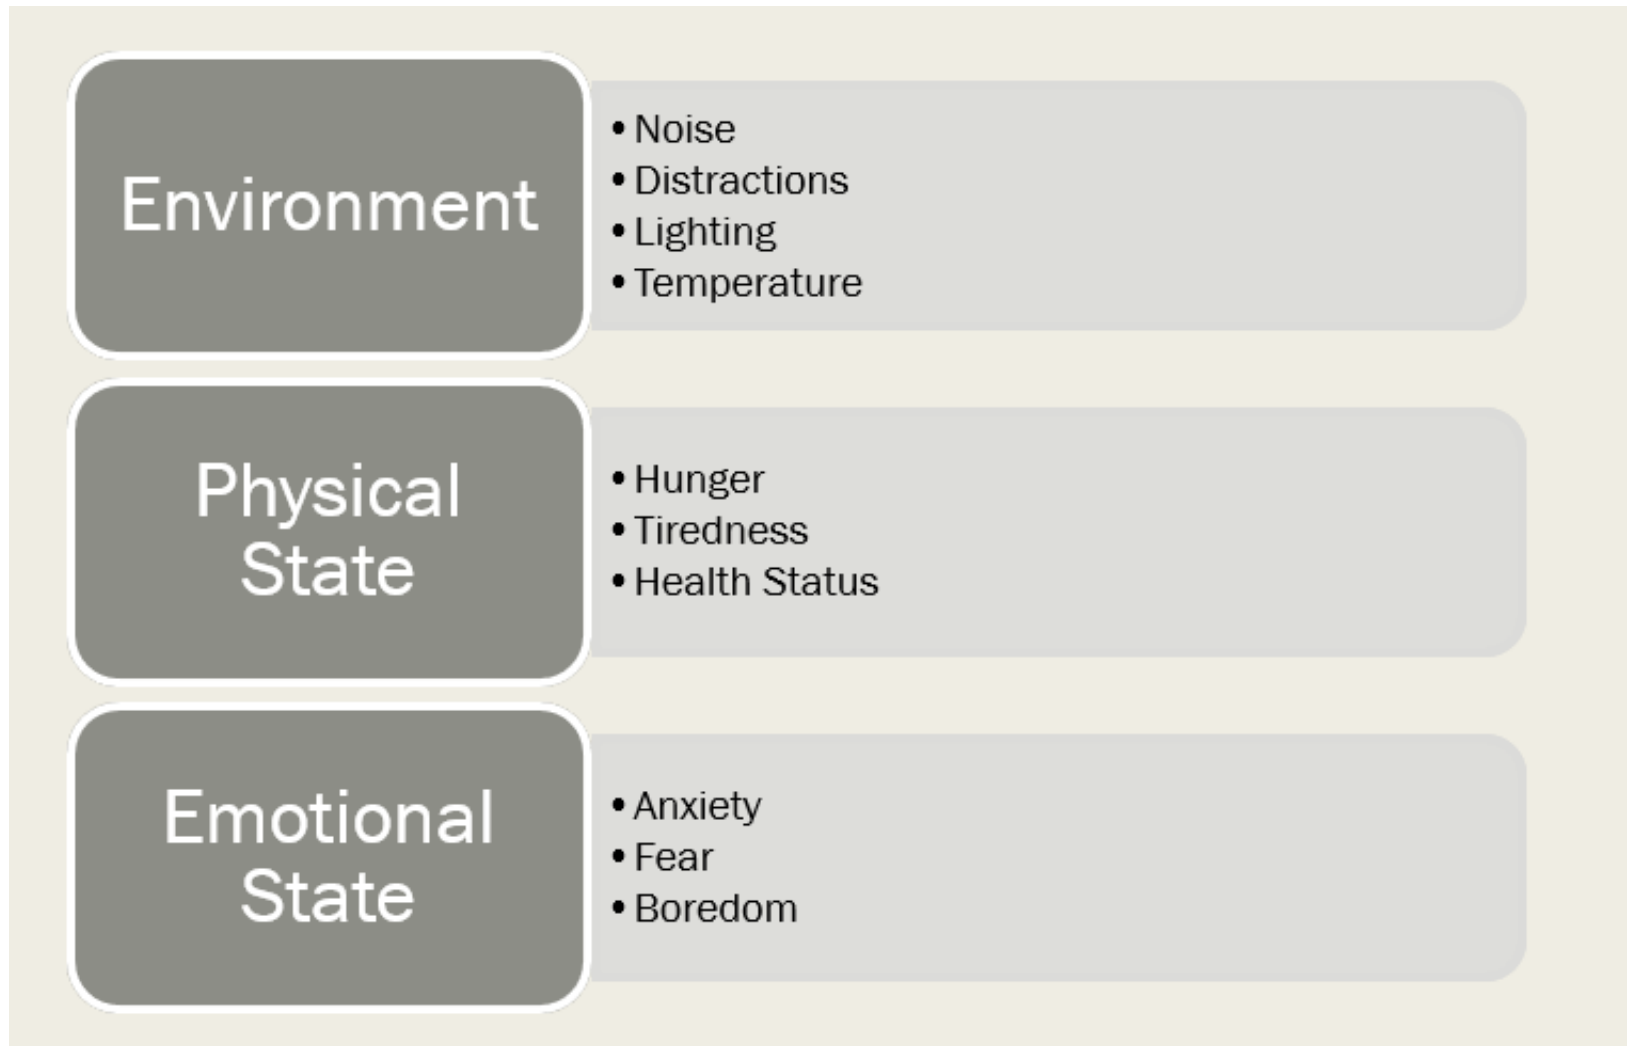 Environment
• Noise
• Distractions
• Lighting
• Temperature
Physical
State
• Hunger
• Tiredness
• Health Status
Emotional
State
• Anxiety
• Fear
• Boredom